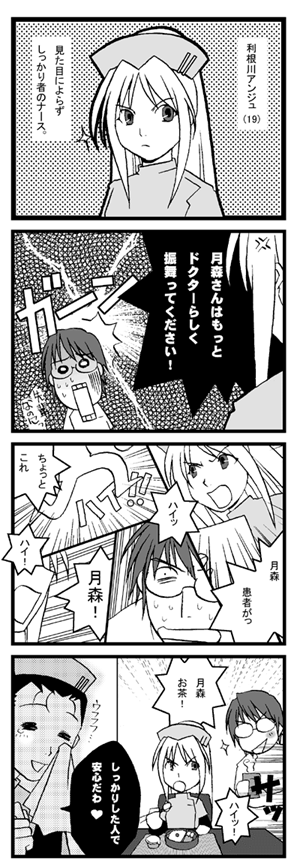 利根川アンジュ
(19)
見た目によらず
しっかり者のナース。
月森さんはもっと
ドクターらしく
振舞ってください！
ガーン
ハイッ
ハイ!!
ちょっと
これ
月森
患者がっ
月森！
ハイ！
月森
お茶！
ハイッ！
サッ
ウフフフ
しっかりした人で
安心だわ♥